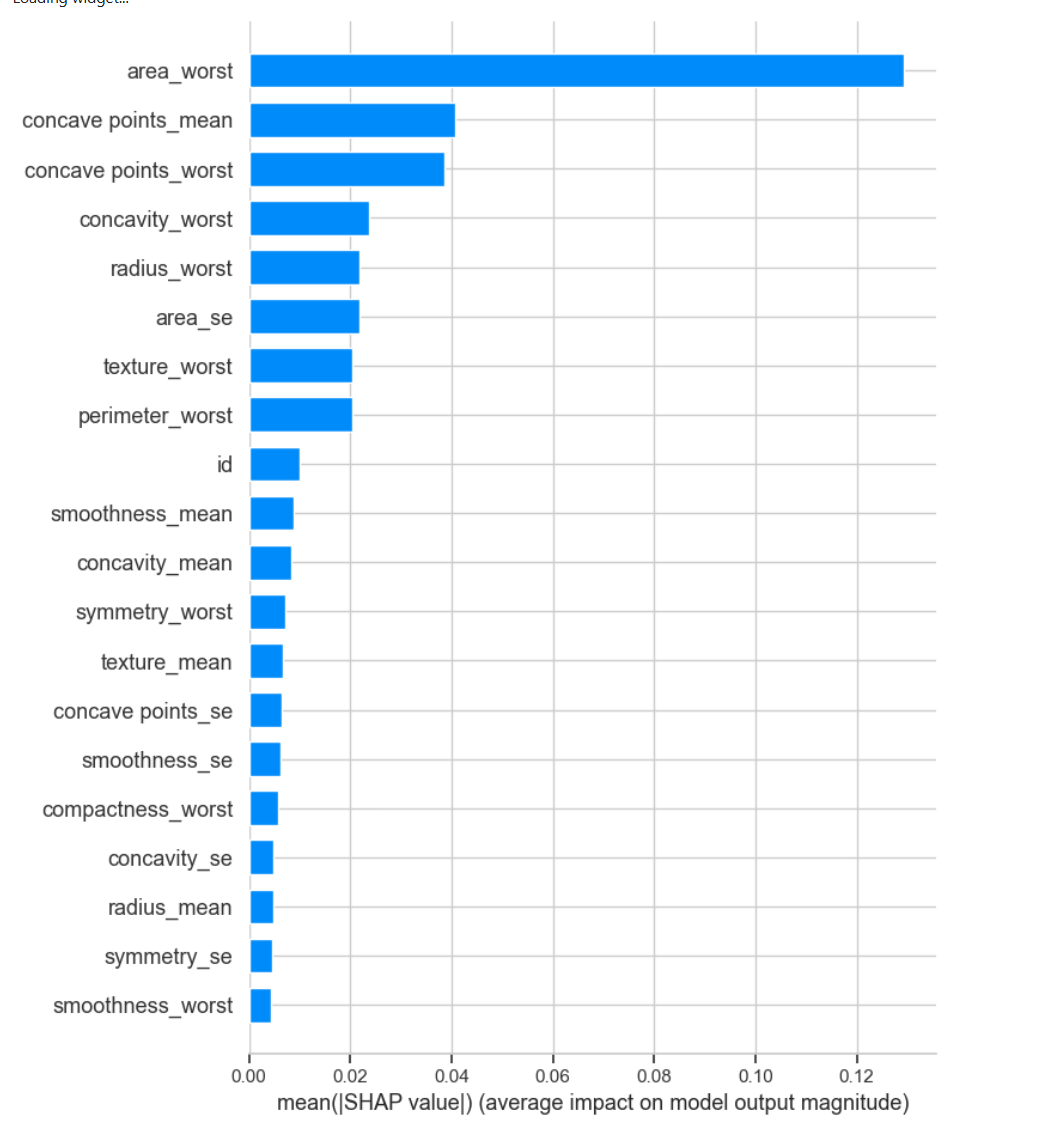 Loading widget...
area_worst
concave points_mean
concave points_worst
concavity_worst
radius_worst
area_se
texture_worst
perimeter_worst
id
smoothness_mean
concavity_mean
symmetry_worst
texture_mean
concave points_se
smoothness_se
compactness_worst
concavity_se
radius_mean
symmetry_se
smoothness_worst
0.00 0.02 0.04 0.06 0.08 0.10 0.12
mean(|SHAP value|) (average impact on model output magnitude)